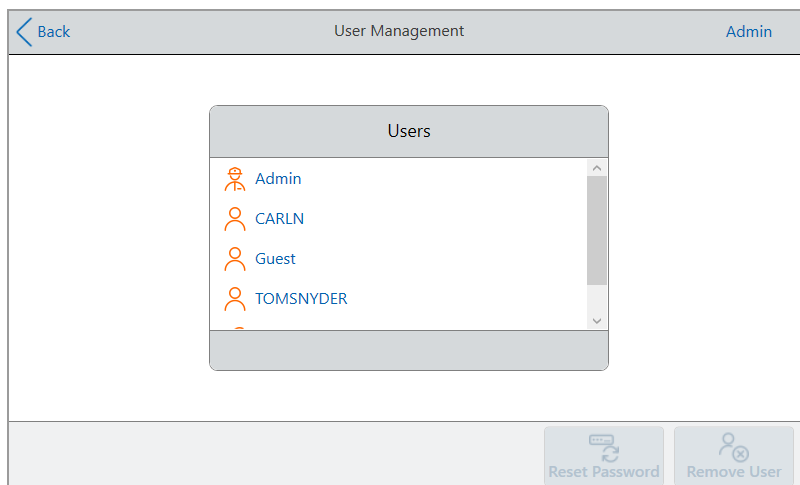 Back
User Management
Admin
Users
Admin
CARLN
Guest
TOMSNYDER
Reset Password
Remove User